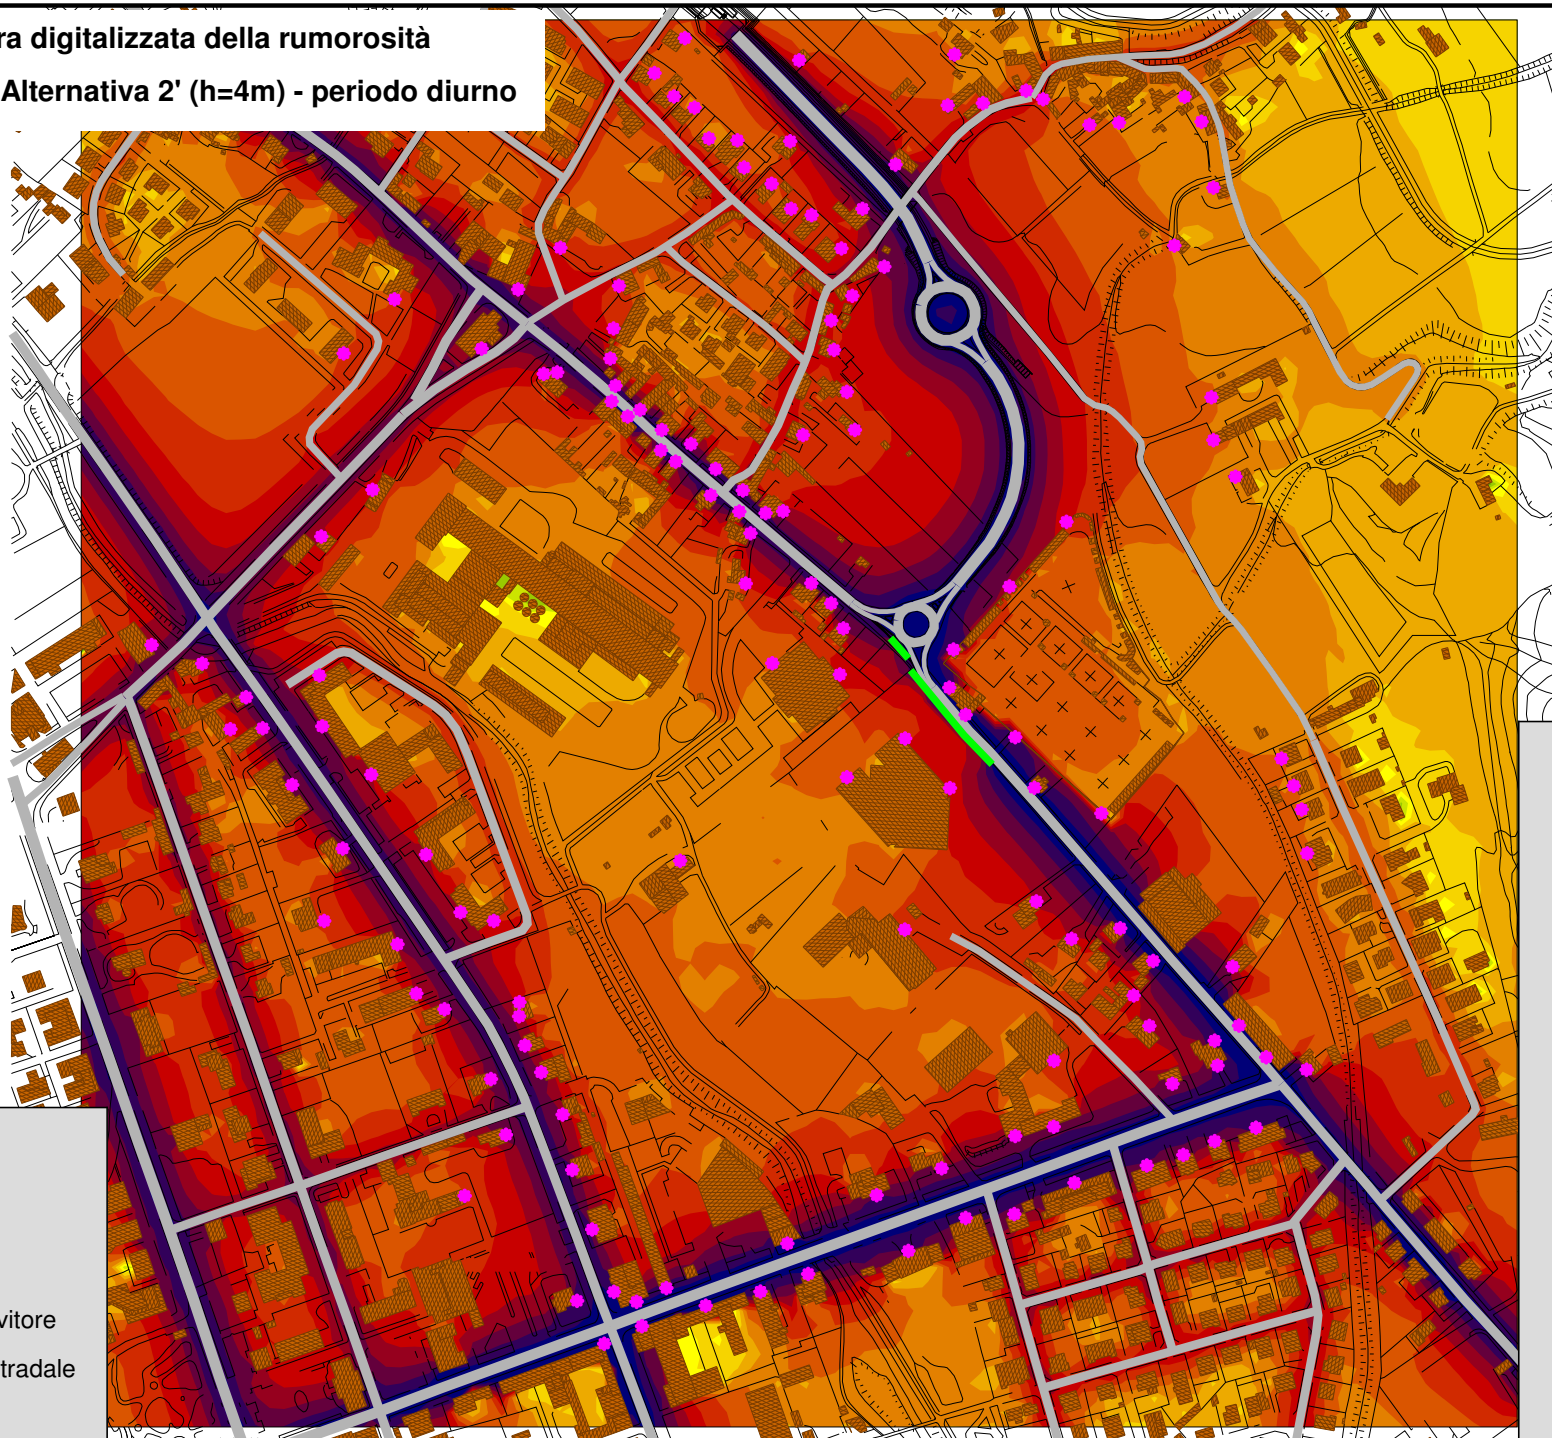 ra digitalizzata della rumorosità
Alternativa 2' (h=4m) - periodo diurno
vitore
tradale